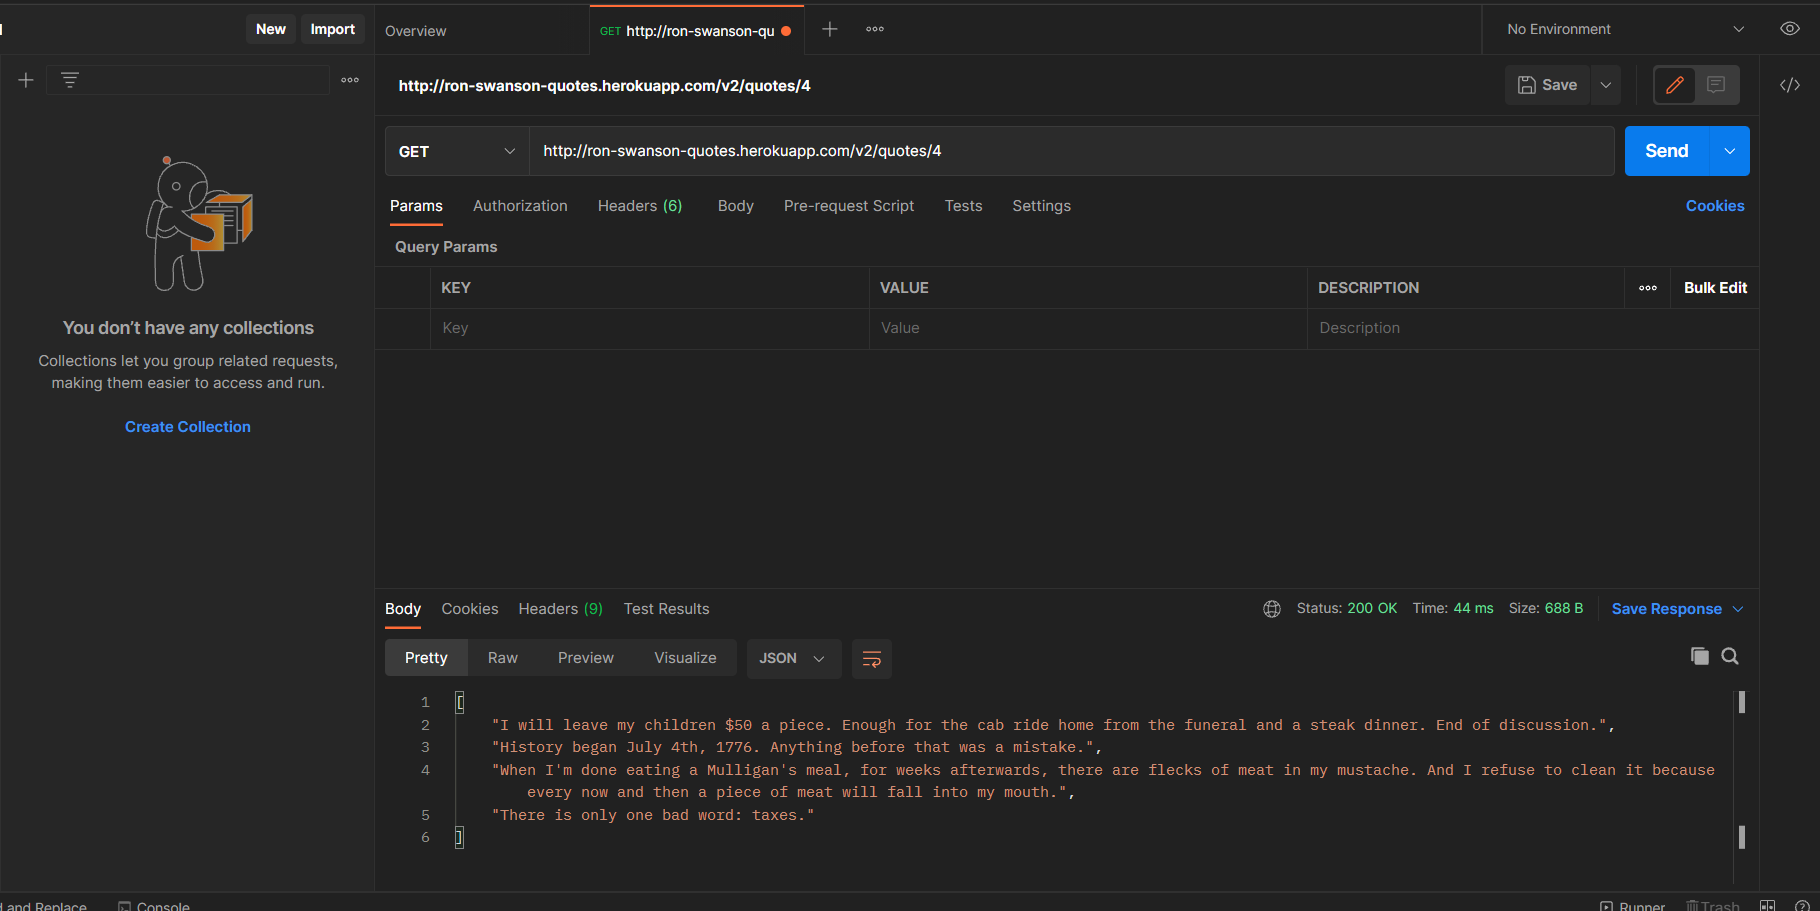 New
Import
Overview
GET http://ron-swanson-qu
No Environment
http://ron-swanson-quotes.herokuapp.com/v2/quotes/4
Save
GET
http://ron-swanson-quotes.herokuapp.com/v2/quotes/4
Send
Params Authorization Headers (6) Body Pre-request Script Tests Settings
Cookies
Query Params
KEY VALUE DESCRIPTION Bulk Edit
Key Value Description
You don’t have any collections
Collections let you group related requests,
making them easier to access and run.
Create Collection
Body Cookies Headers (9) Test Results
Status: 200 OK Time: 44 ms Size: 688 B Save Response
Pretty Raw Preview Visualize JSON
1 [
2 "I will leave my children $50 a piece. Enough for the cab ride home from the funeral and a steak dinner. End of discussion.",
3 "History began July 4th, 1776. Anything before that was a mistake.",
4 "When I'm done eating a Mulligan's meal, for weeks afterwards, there are flecks of meat in my mustache. And I refuse to clean it because
every now and then a piece of meat will fall into my mouth.",
5 "There is only one bad word: taxes."
6 ]
and Replace Console Runner Trash